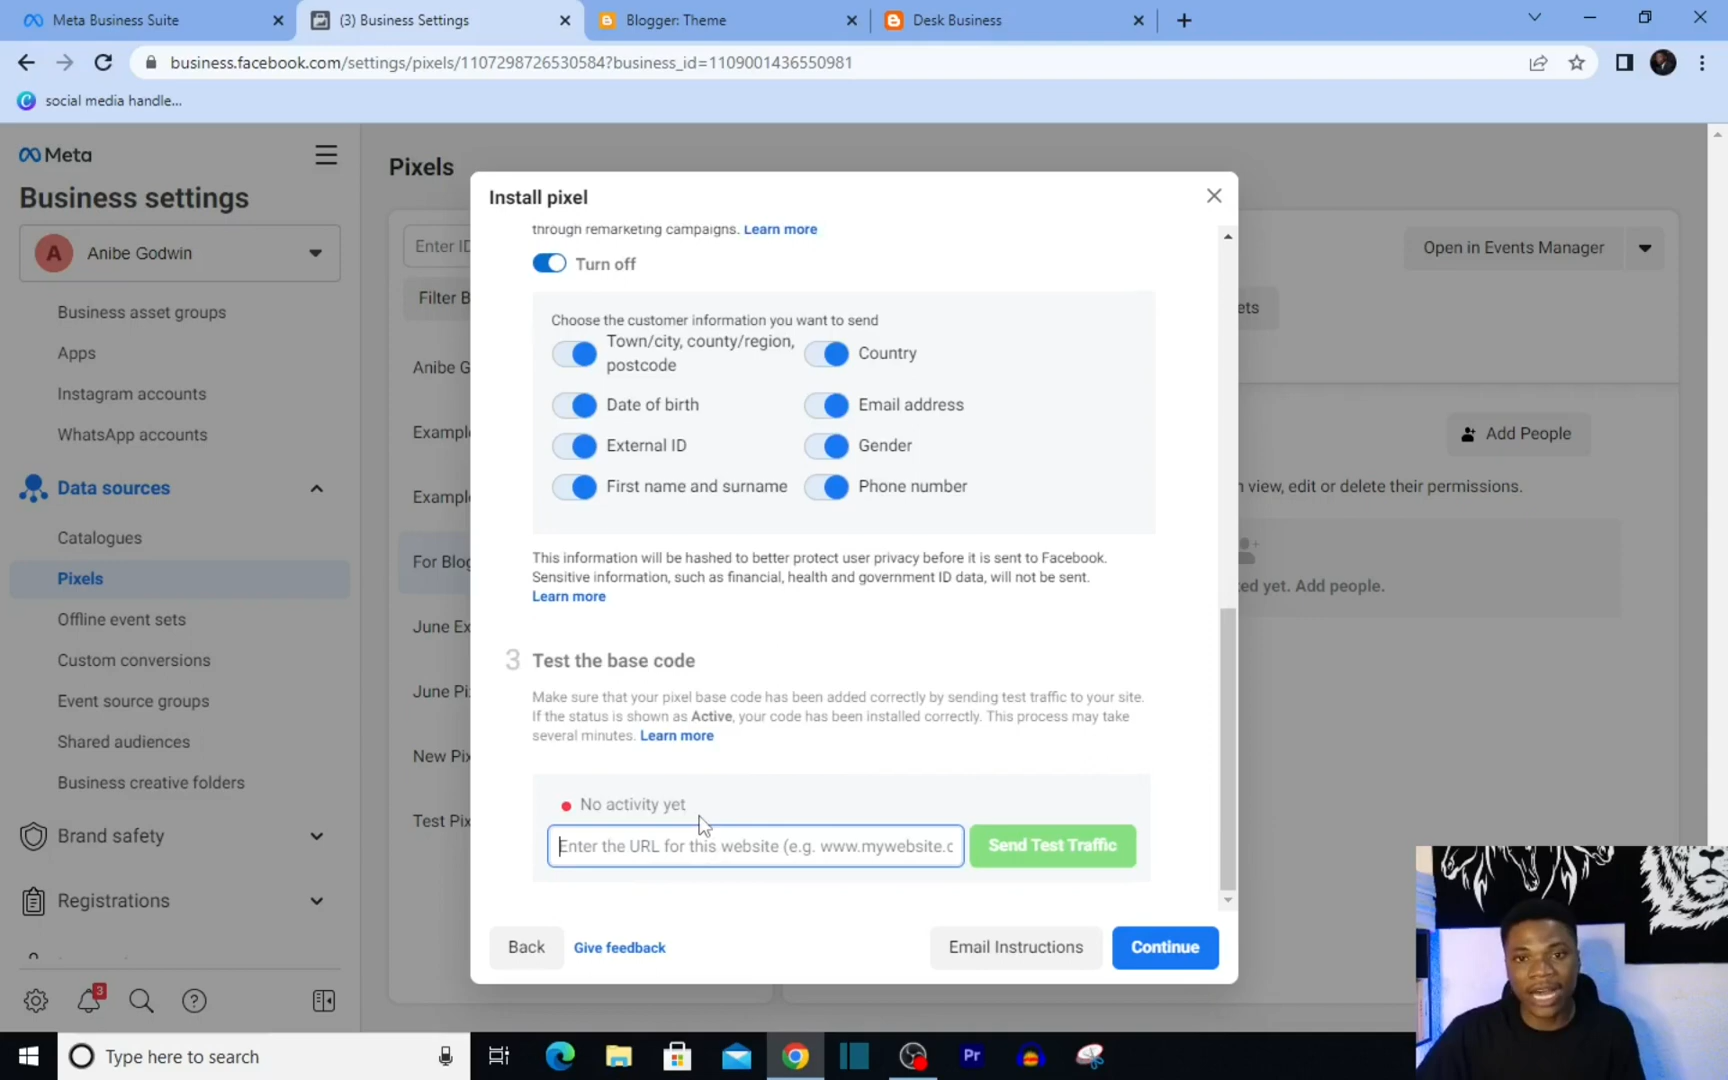 Meta Business Suite
(3) Business Settings
Blogger: Theme
Desk Business
business.facebook.com/settings/pixels/1107298726530584?business_id=1109001436550981
social media handle...
Meta
Business settings
A Anibe Godwin
Business asset groups
Apps
Instagram accounts
WhatsApp accounts
Data sources
Catalogues
Pixels
Offline event sets
Custom conversions
Event source groups
Shared audiences
Business creative folders
Brand safety
Registrations
3
Pixels
Enter ID
Filter B
Anibe G
Exampl
Exampl
For Blog
June Ex
June Pi
New Pix
Test Pix
Install pixel
through remarketing campaigns. Learn more
Turn off
Choose the customer information you want to send
Town/city, county/region,
postcode
Country
Date of birth
Email address
External ID
Gender
First name and surname
Phone number
This information will be hashed to better protect user privacy before it is sent to Facebook.
Sensitive information, such as financial, health and government ID data, will not be sent.
Learn more
3 Test the base code
Make sure that your pixel base code has been added correctly by sending test traffic to your site.
If the status is shown as Active, your code has been installed correctly. This process may take
several minutes. Learn more
No activity yet
Enter the URL for this website (e.g. www.mywebsite.c
Send Test Traffic
Back
Give feedback
Email Instructions
Continue
Open in Events Manager
ets
Add People
view, edit or delete their permissions.
ed yet. Add people.
Type here to search
Pr